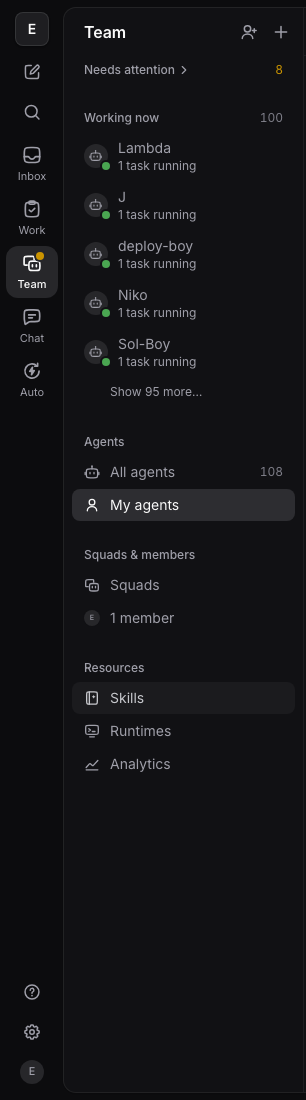 E
Inbox
Work
Team
Chat
Auto
E
Team
Needs attention
8
Working now
100
Lambda
1 task running
J
1 task running
deploy-boy
1 task running
Niko
1 task running
Sol-Boy
1 task running
Show 95 more...
Agents
All agents
108
My agents
Squads & members
Squads
E
1 member
Resources
Skills
Runtimes
Analytics